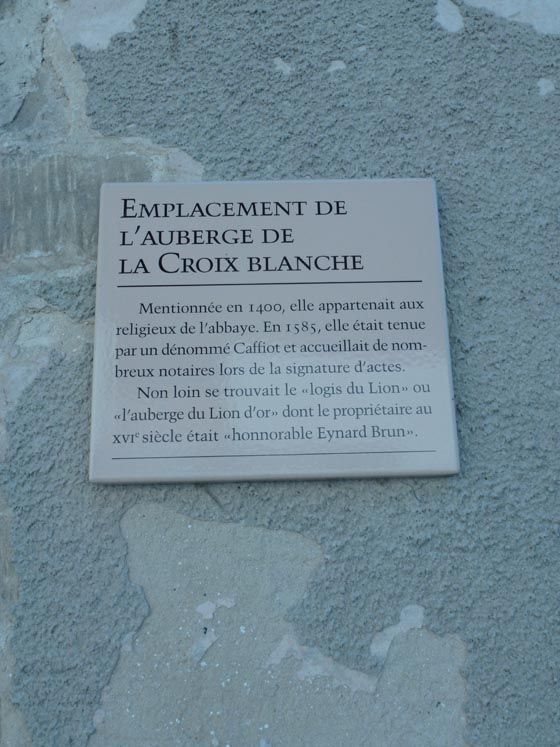 EMPLACEMENT DE
L'AUBERGE DE
LA CROIX BLANCHE
Mentionnée en 1400, elle appartenait aux
religieux de l'abbaye. En 1585, elle était tenue
par un dénommé Caffiot et accueillait de nom-
breux notaires lors de la signature d'actes.
Non loin se trouvait le «logis du Lion» ou
«l'auberge du Lion d'or» dont le propriétaire au
XVIe siècle était «honnorable Eynard Brun».